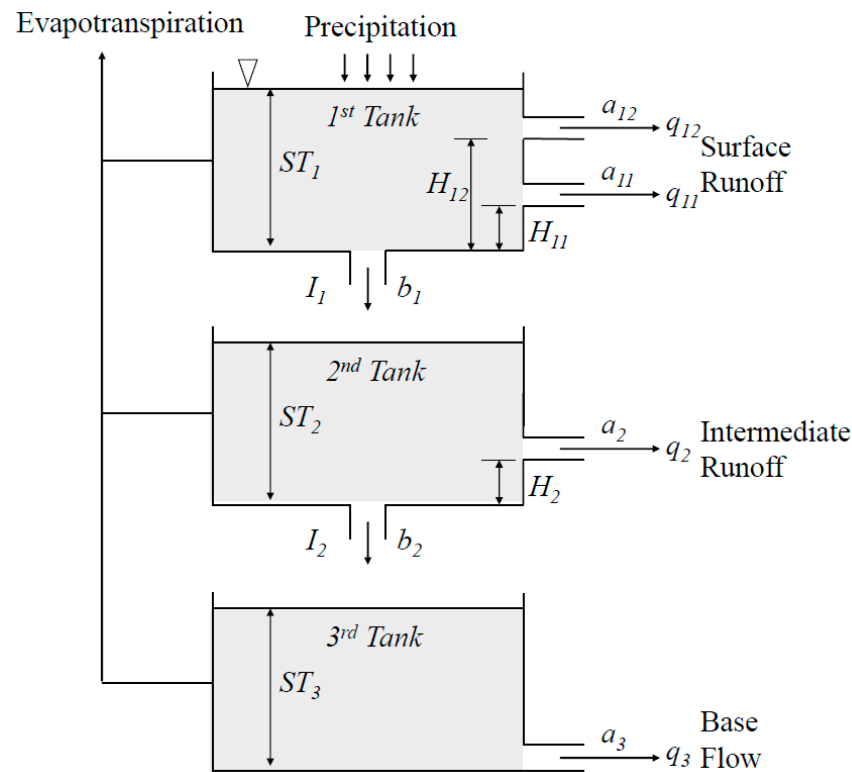 Evapotranspiration
Precipitation
1st Tank
ST1
H12
H11
a12
q12
Surface
Runoff
a11
q11
I1
b1
2nd Tank
ST2
H2
a2
q2
Intermediate
Runoff
I2
b2
3rd Tank
ST3
a3
q3
Base
Flow